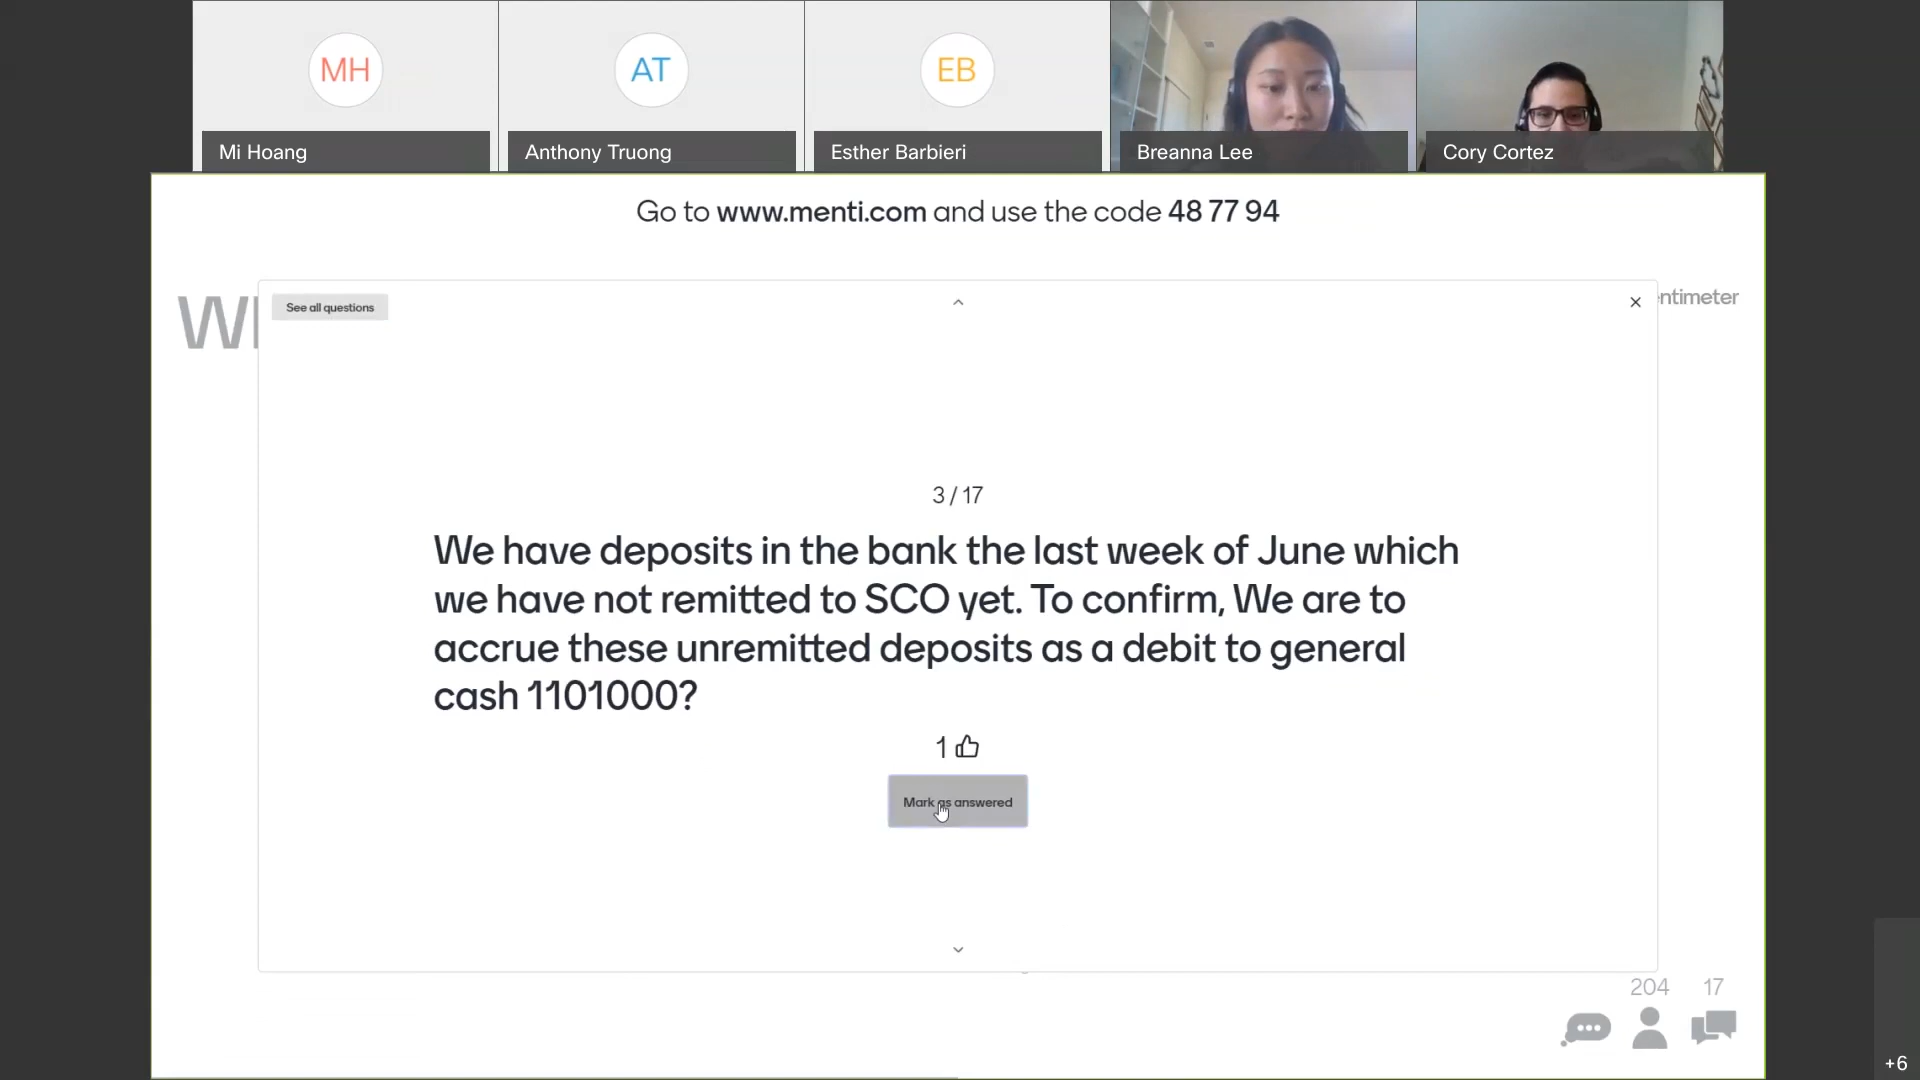 MH
AT
EB
Mi Hoang
Anthony Truong
Esther Barbieri
Breanna Lee
Cory Cortez
Go to www.menti.com and use the code 48 77 94
See all questions
ntimeter
3 / 17
We have deposits in the bank the last week of June which
we have not remitted to SCO yet. To confirm, We are to
accrue these unremitted deposits as a debit to general
cash 1101000?
1
Mark as answered
204 17
+6